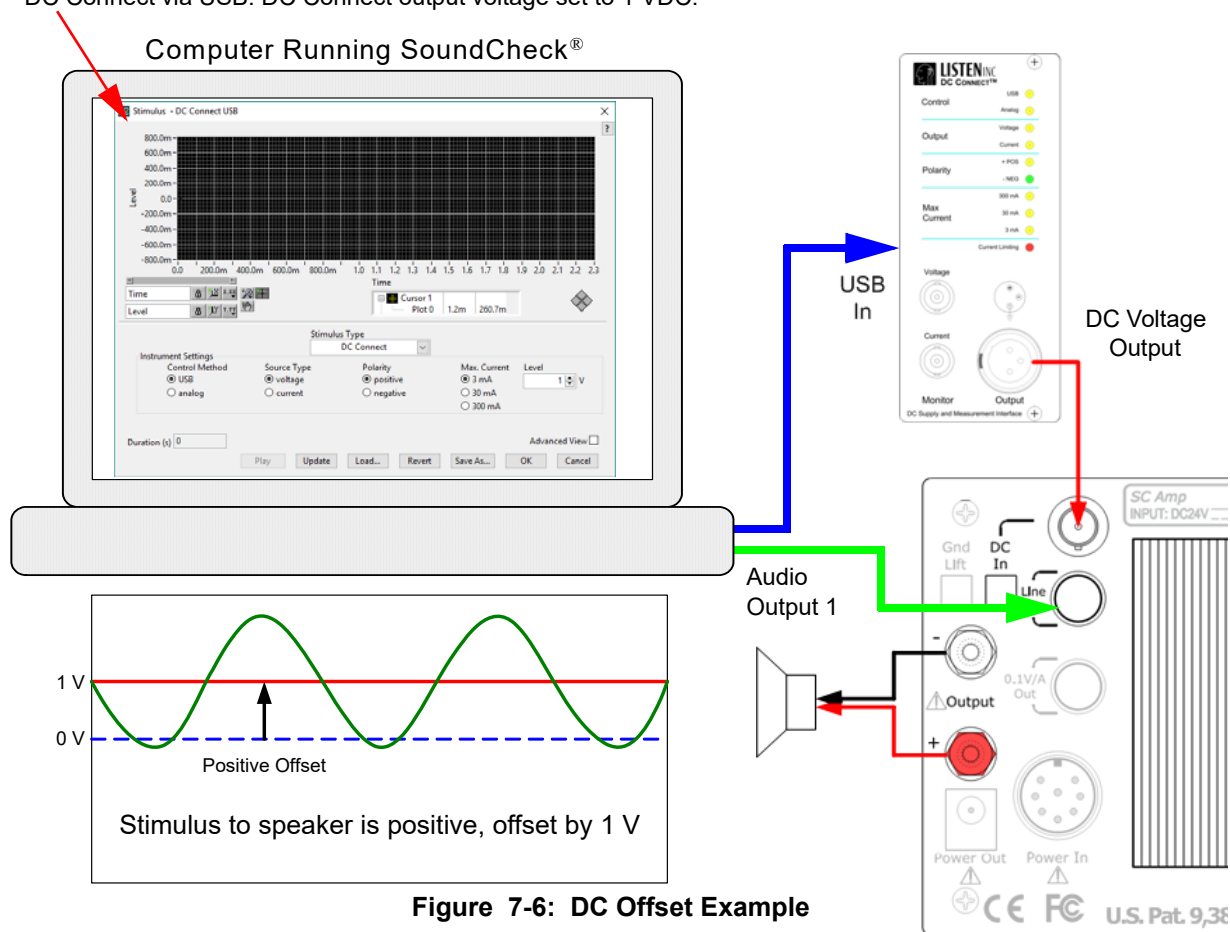 DC Connect via USB. DC Connect output voltage set to 1 VDC.
Computer Running SoundCheck®
Stimulus - DC Connect USB
?
800.0m
600.0m
400.0m
200.0m
0.0
-200.0m
-400.0m
-600.0m
-800.0m
Level
0.0 200.0m 400.0m 600.0m 800.0m 1.0 1.1 1.2 1.3 1.4 1.5 1.6 1.7 1.8 1.9 2.0 2.1 2.2 2.3
Time
Time
Level
Cursor 1
Plot 0 1.2m 260.7m
Stimulus Type
DC Connect
Instrument Settings
Control Method Source Type Polarity Max. Current Level
USB voltage positive 3 mA 1 V
analog current negative 30 mA
300 mA
Duration (s) 0 Advanced View
Play Update Load... Revert Save As... OK Cancel
LISTEN INC
DC CONNECT™
Control
USB
Analog
Output
Voltage
Current
Polarity
+ POS
- NEG
Max
Current
300 mA
30 mA
3 mA
Current Limiting
Voltage
Current
Monitor Output
DC Supply and Measurement Interface
USB
In
DC Voltage
Output
SC Amp
INPUT: DC24V
Gnd
Lift
DC
In
Line
Audio
Output 1
-
0.1V/A
Out
Output
+
Power Out Power In
CE FC U.S. Pat. 9,38
1 V
0 V
Positive Offset
Stimulus to speaker is positive, offset by 1 V
Figure 7-6: DC Offset Example